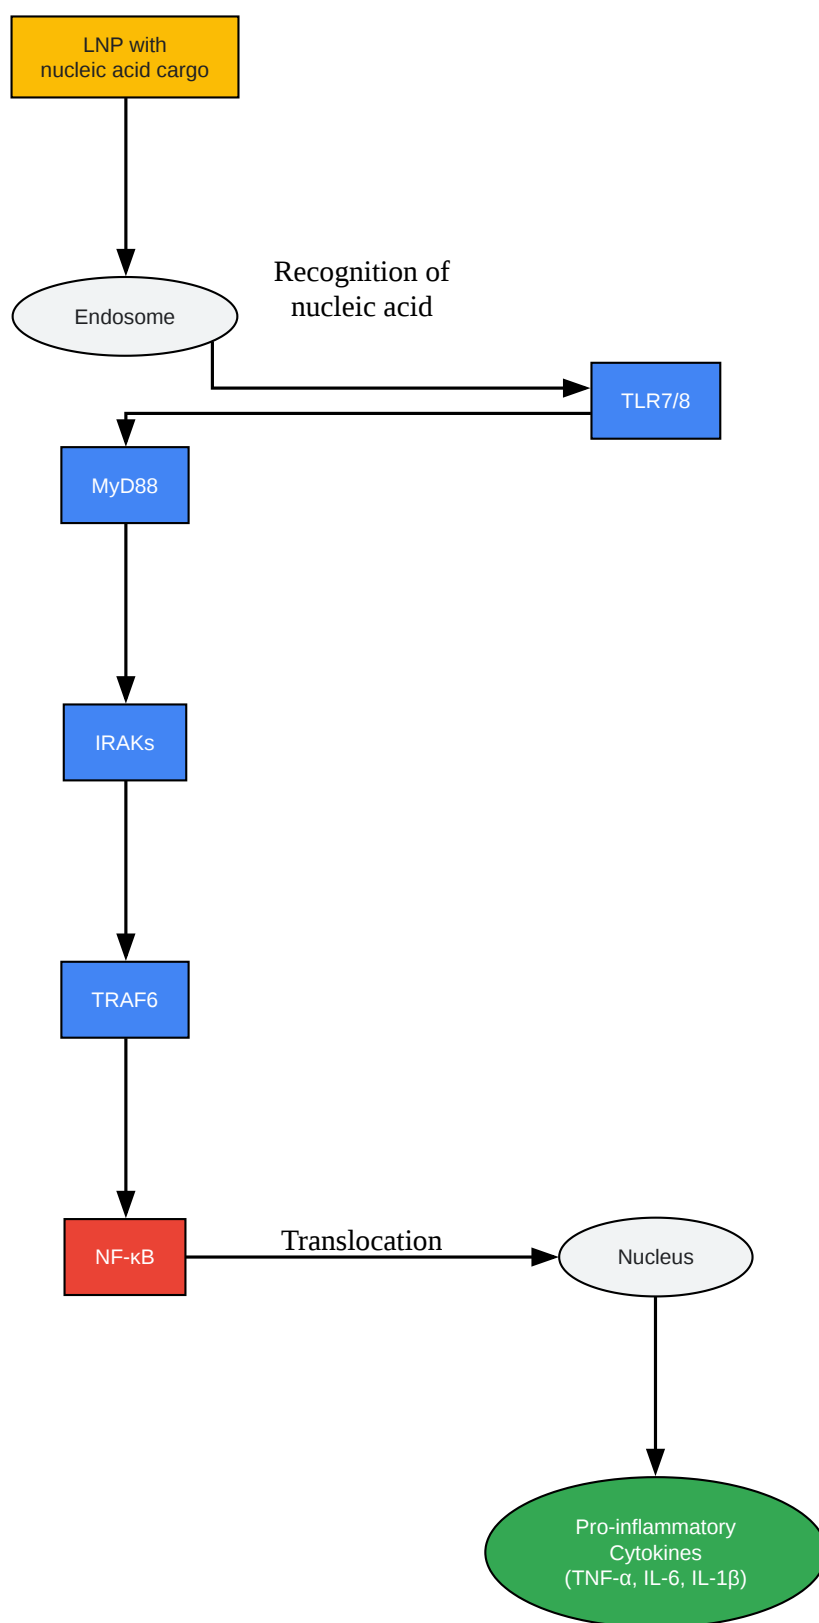 LNP with
nucleic acid cargo
Recognition of
nucleic acid
Endosome
TLR7/8
MyD88
IRAKs
TRAF6
NF-κB
Translocation
Nucleus
Pro-inflammatory
Cytokines
(TNF-α, IL-6, IL-1β)